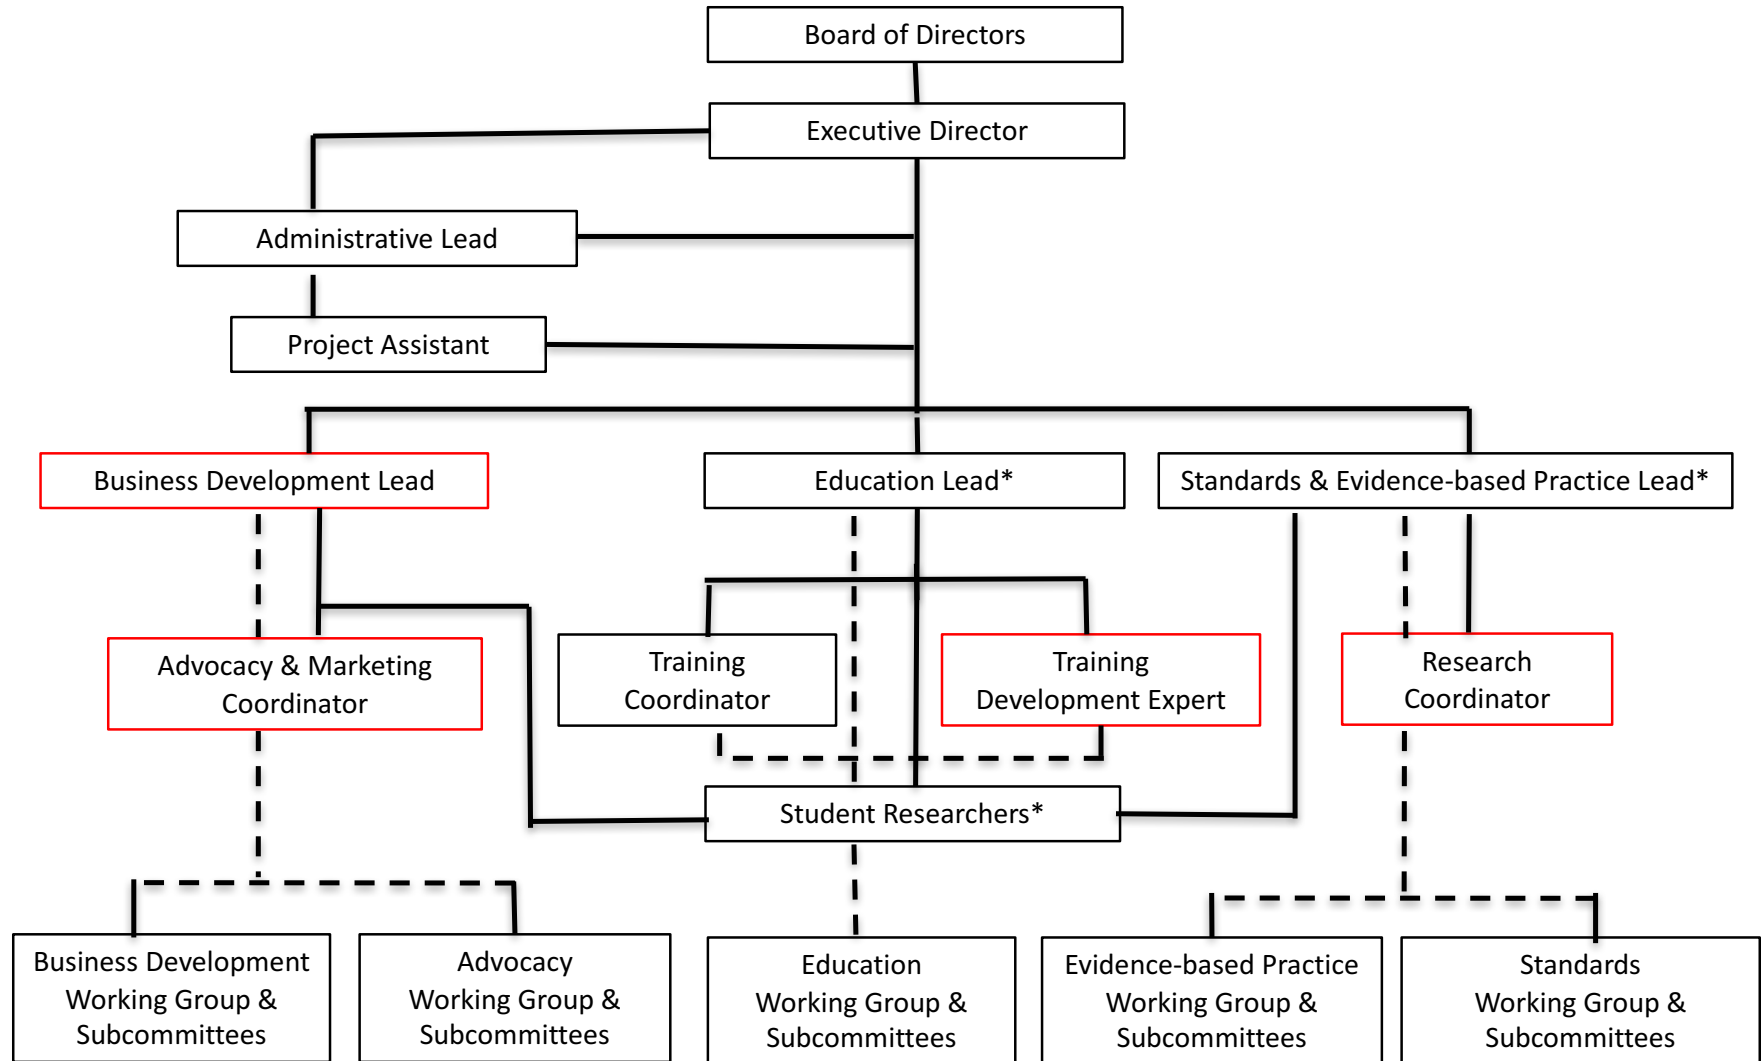 Board of Directors
Executive Director
Administrative Lead
Project Assistant
Business Development Lead
Education Lead*
Standards & Evidence-based Practice Lead*
Advocacy & Marketing
Coordinator
Training
Coordinator
Training
Development Expert
Research
Coordinator
Student Researchers*
Business Development
Working Group &
Subcommittees
Advocacy
Working Group &
Subcommittees
Education
Working Group &
Subcommittees
Evidence-based Practice
Working Group &
Subcommittees
Standards
Working Group &
Subcommittees